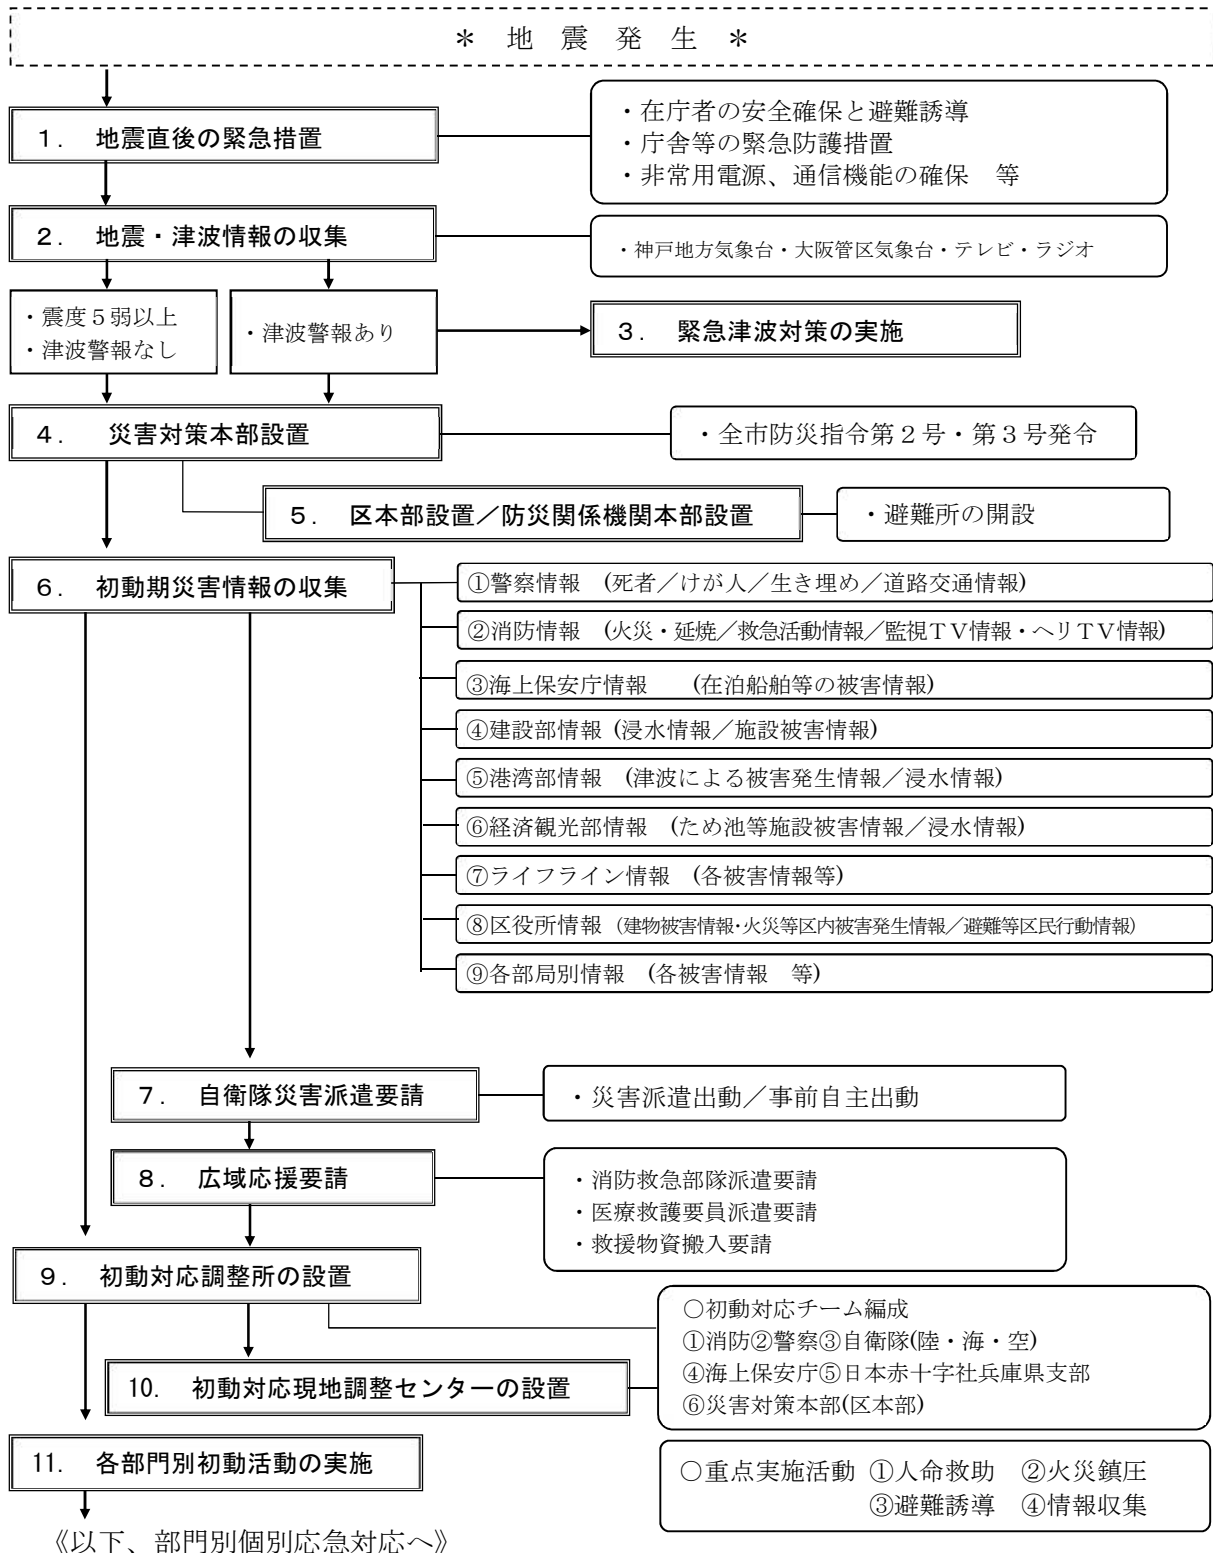 ＊ 地 震 発 生 ＊
１． 地震直後の緊急措置
・在庁者の安全確保と避難誘導
・庁舎等の緊急防護措置
・非常用電源、通信機能の確保　等
２． 地震・津波情報の収集
・神戸地方気象台・大阪管区気象台・テレビ・ラジオ
・震度５弱以上
・津波警報なし
・津波警報あり
３． 緊急津波対策の実施
４． 災害対策本部設置
・全市防災指令第２号・第３号発令
５． 区本部設置／防災関係機関本部設置
・避難所の開設
６． 初動期災害情報の収集
①警察情報　(死者／けが人／生き埋め／道路交通情報)
②消防情報　(火災・延焼／救急活動情報／監視ＴＶ情報・ヘリＴＶ情報)
③海上保安庁情報　　(在泊船舶等の被害情報)
④建設部情報 (浸水情報／施設被害情報)
⑤港湾部情報　(津波による被害発生情報／浸水情報)
⑥経済観光部情報　(ため池等施設被害情報／浸水情報)
⑦ライフライン情報　(各被害情報等)
⑧区役所情報　(建物被害情報・火災等区内被害発生情報／避難等区民行動情報)
⑨各部局別情報　(各被害情報　等)
７． 自衛隊災害派遣要請
・災害派遣出動／事前自主出動
８． 広域応援要請
・消防救急部隊派遣要請
・医療救護要員派遣要請
・救援物資搬入要請
９． 初動対応調整所の設置
○初動対応チーム編成
①消防②警察③自衛隊(陸・海・空)
④海上保安庁⑤日本赤十字社兵庫県支部
⑥災害対策本部(区本部)
10． 初動対応現地調整センターの設置
11． 各部門別初動活動の実施
○重点実施活動 ①人命救助　②火災鎮圧
③避難誘導　④情報収集
《以下、部門別個別応急対応へ》